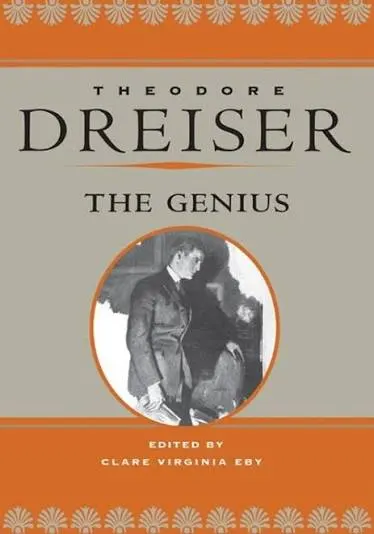 THEODORE
DREISER
THE GENIUS
EDITED BY
CLARE VIRGINIA EBY